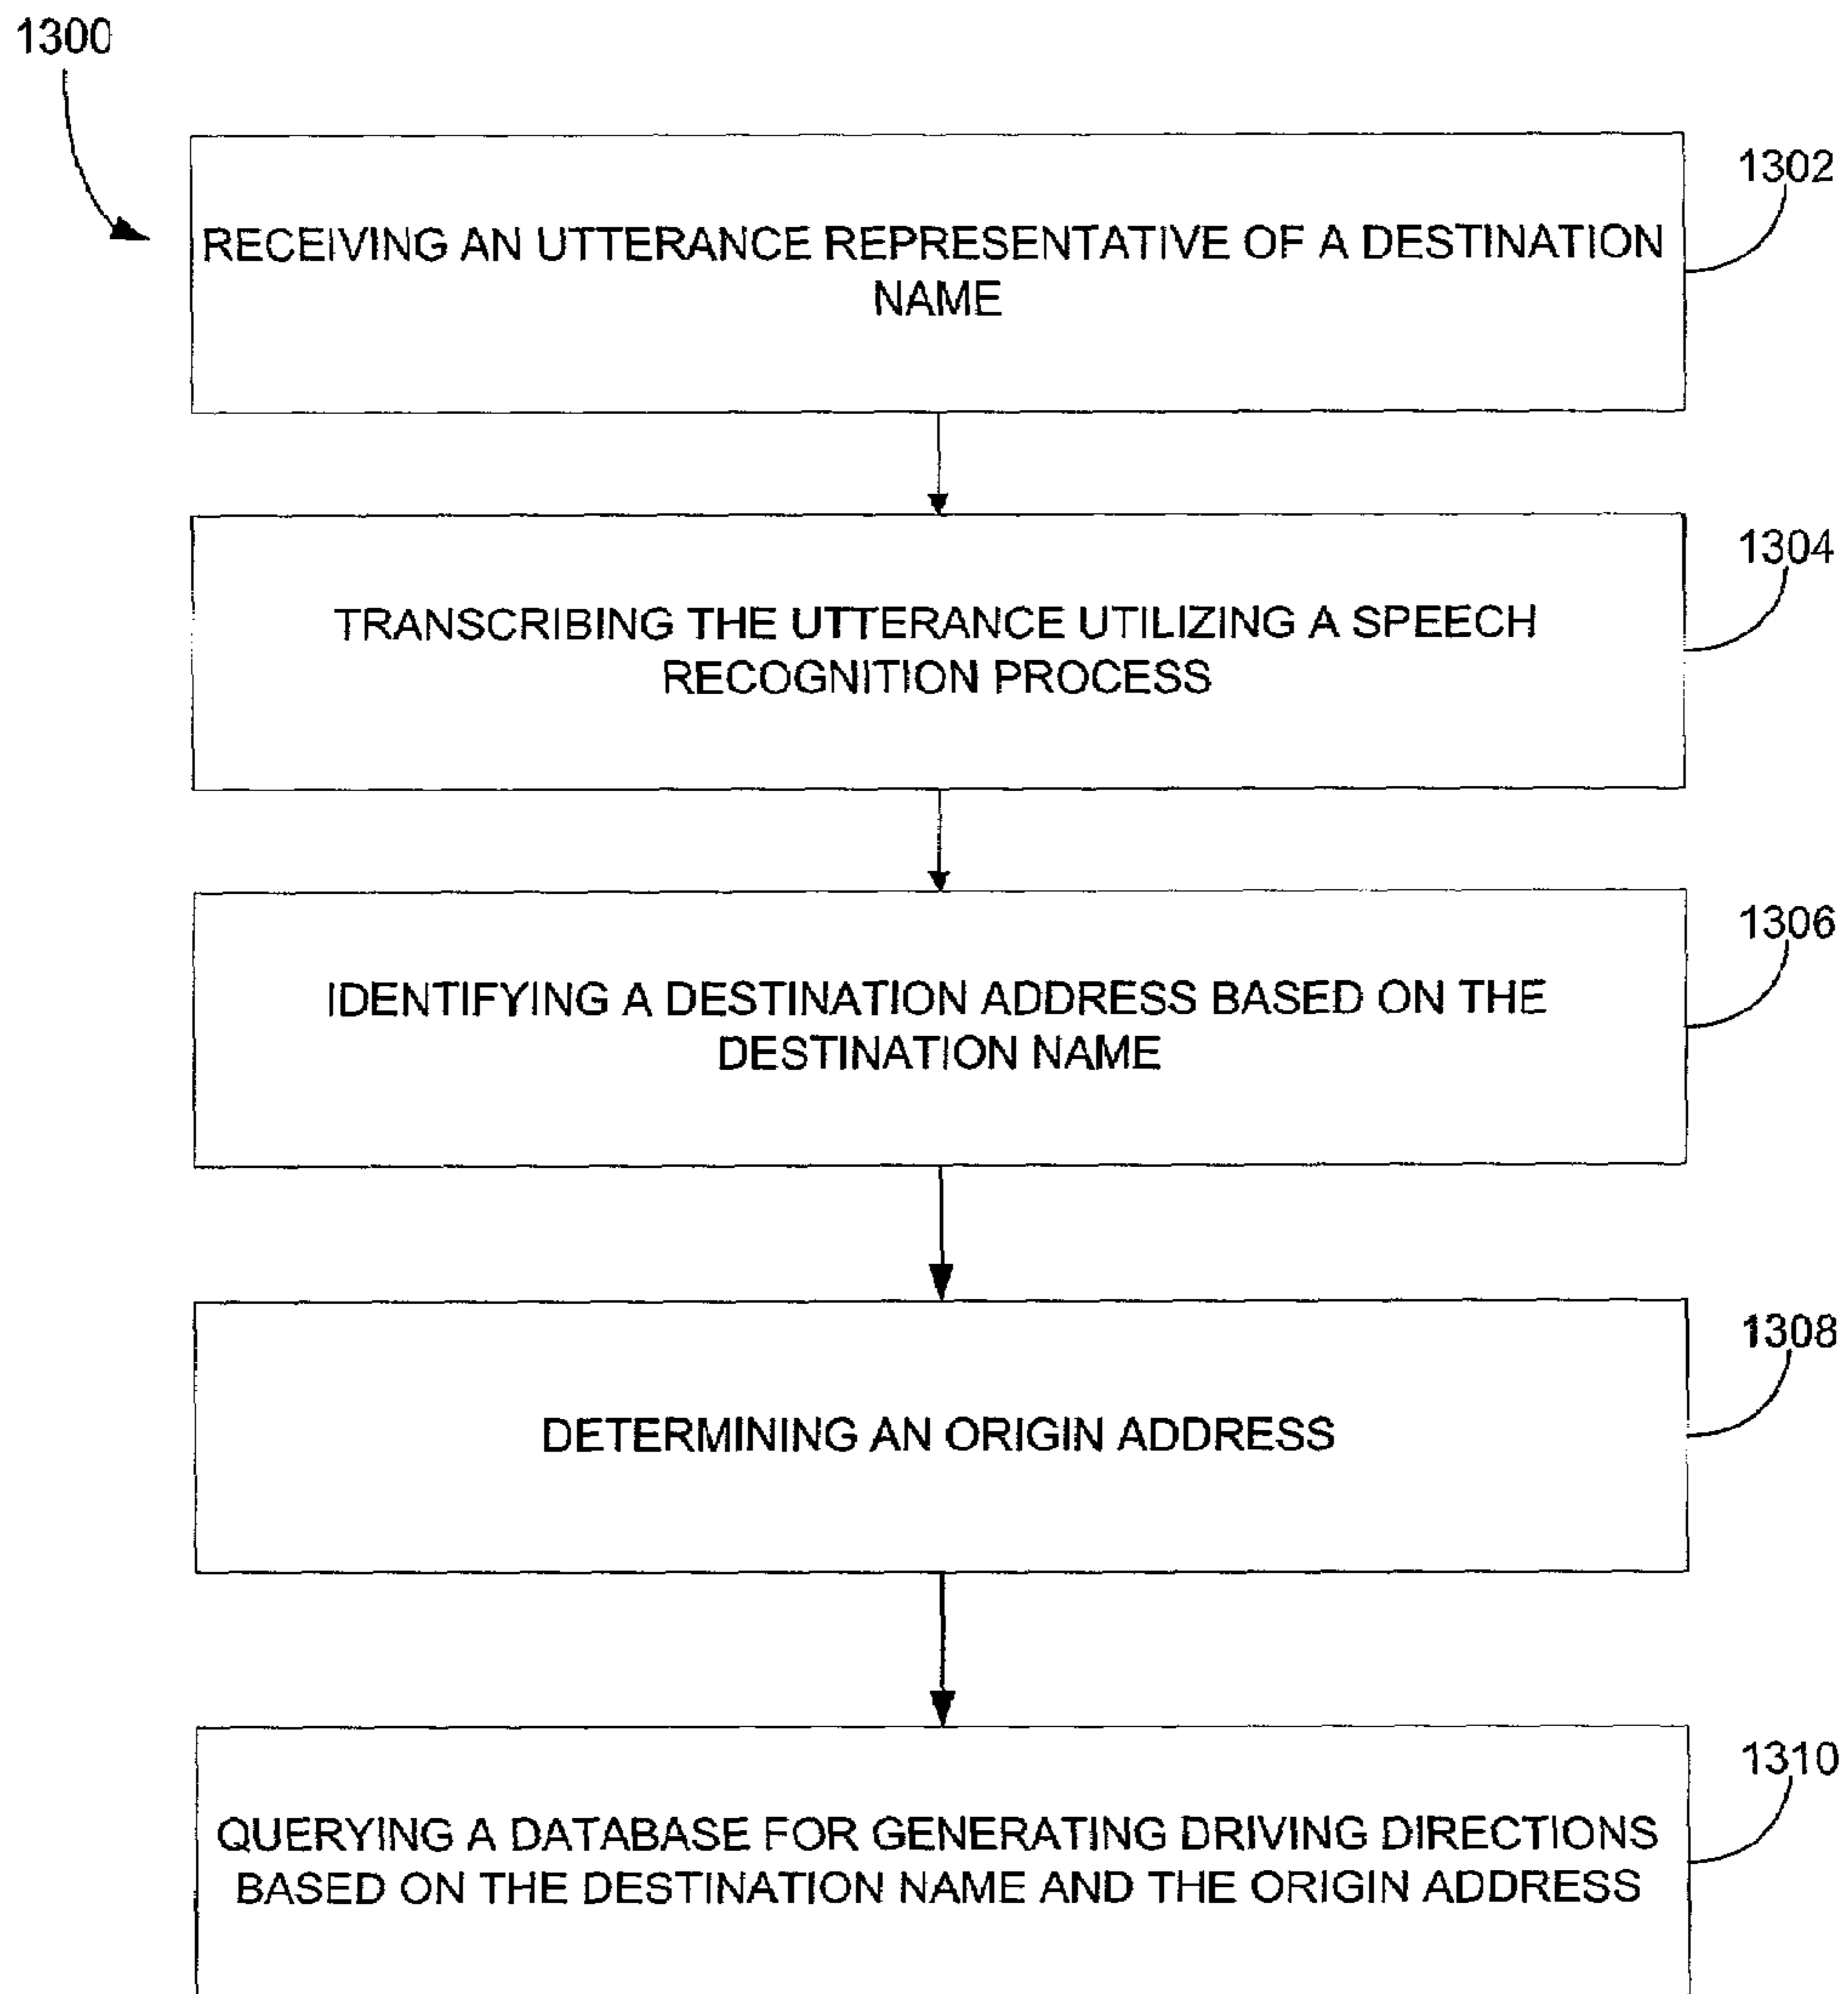 1300
1302
RECEIVING AN UTTERANCE REPRESENTATIVE OF A DESTINATION
NAME
1304
TRANSCRIBING THE UTTERANCE UTILIZING A SPEECH
RECOGNITION PROCESS
1306
IDENTIFYING A DESTINATION ADDRESS BASED ON THE
DESTINATION NAME
1308
DETERMINING AN ORIGIN ADDRESS
1310
QUERYING A DATABASE FOR GENERATING DRIVING DIRECTIONS
BASED ON THE DESTINATION NAME AND THE ORIGIN ADDRESS